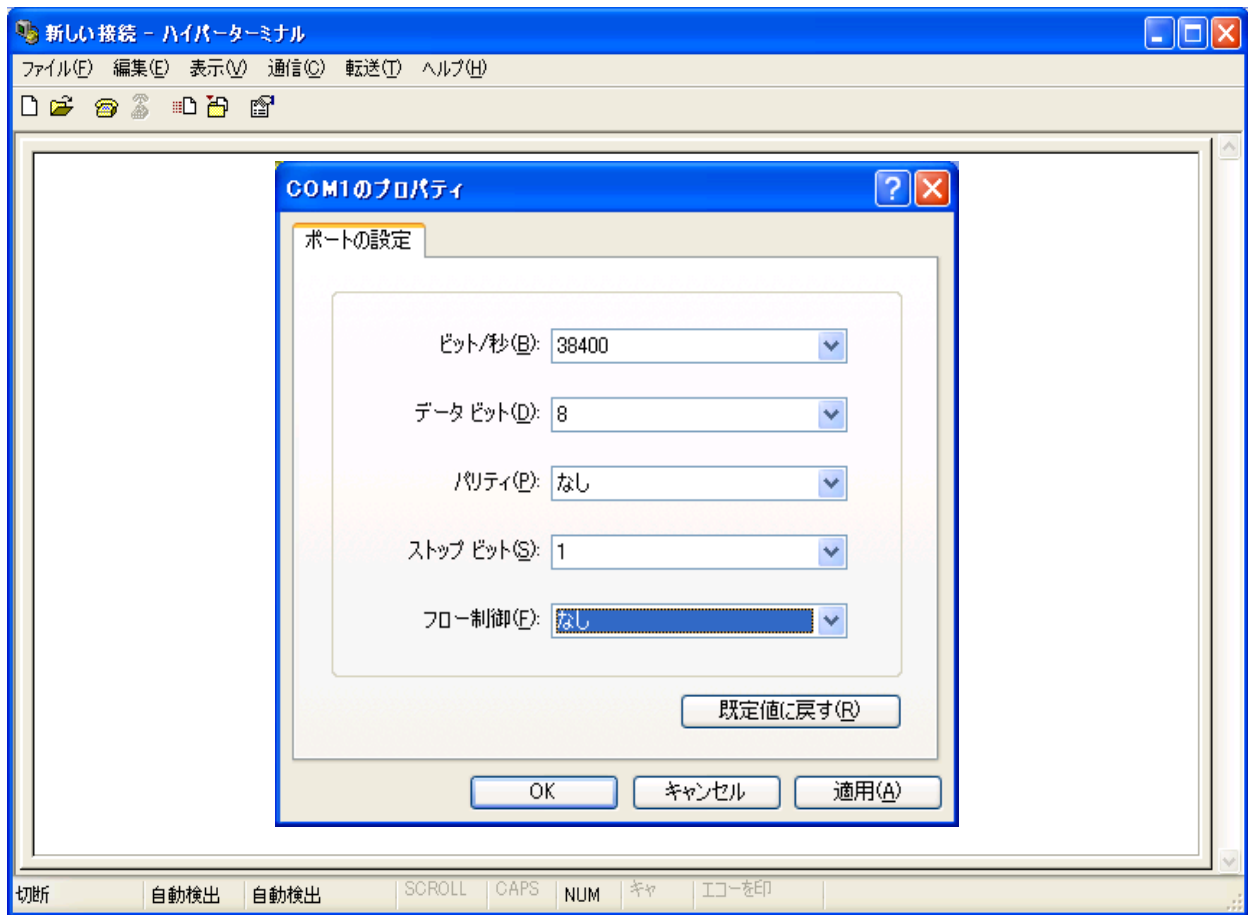 新しい接続 - ハイパーターミナル
ファイル(F) 編集(E) 表示(V) 通信(C) 転送(T) ヘルプ(H)
COM1のプロパティ
ポートの設定
ビット/秒(B): 38400
データ ビット(D): 8
パリティ(P): なし
ストップ ビット(S): 1
フロー制御(F): なし
既定値に戻す(R)
OK キャンセル 適用(A)
切断 自動検出 自動検出 SCROLL CAPS NUM キャ エコーを印